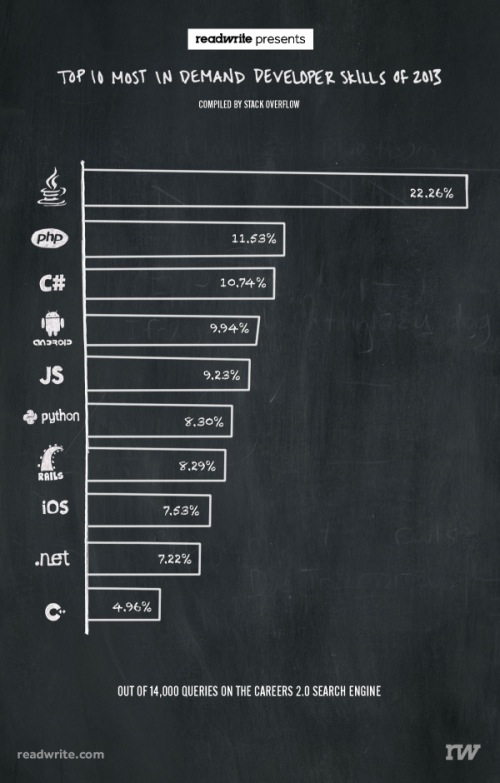 readwrite presents
TOP 10 MOST IN DEMAND DEVELOPER SKILLS OF 2013
COMPILED BY STACK OVERFLOW
22.26%
php 11.53%
C# 10.74%
ANDROID 9.94%
JS 9.23%
python 8.30%
RAILS 8.29%
iOS 7.53%
.net 7.22%
C++ 4.96%
OUT OF 14,000 QUERIES ON THE CAREERS 2.0 SEARCH ENGINE
readwrite.com rw